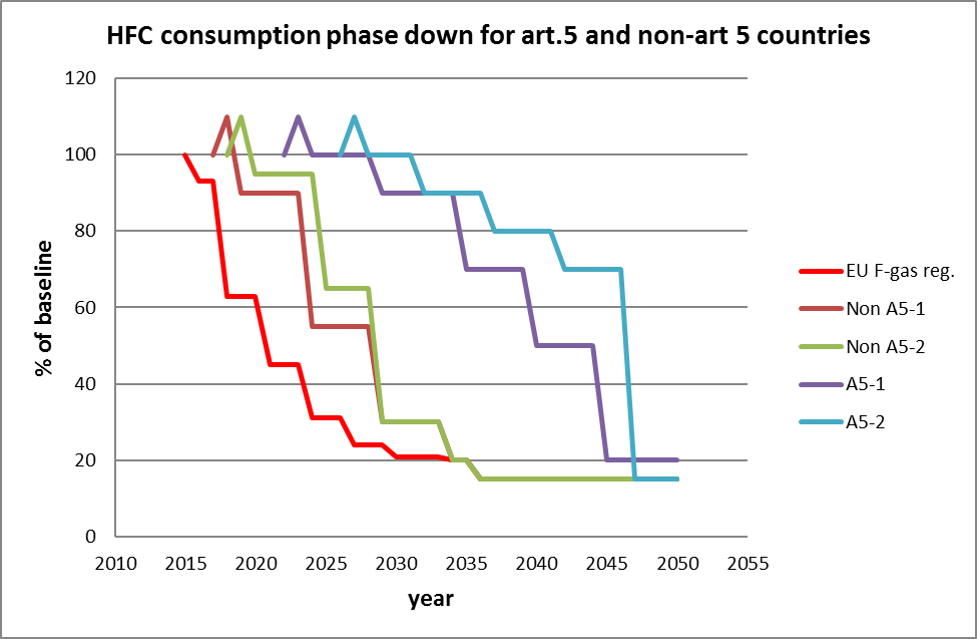 HFC consumption phase down for art.5 and non-art 5 countries
% of baseline
120
100
80
60
40
20
0
2010 2015 2020 2025 2030 2035 2040 2045 2050 2055
year
EU F-gas reg.
Non A5-1
Non A5-2
A5-1
A5-2